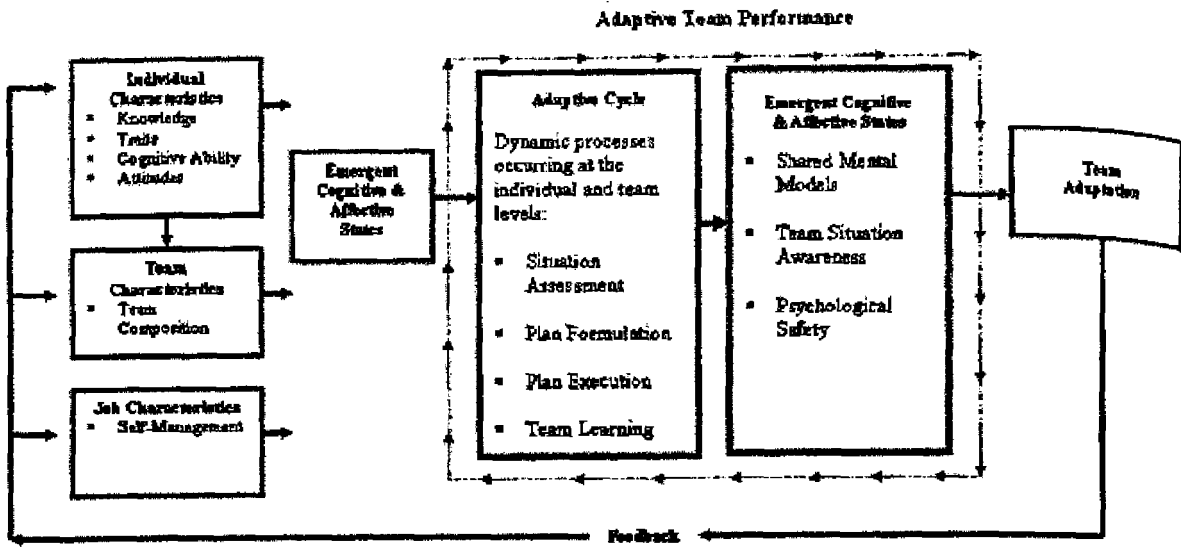 Adaptive Team Performance
Individual
Characteristics
▪ Knowledge
▪ Traits
▪ Cognitive Ability
▪ Attitudes
Team
Characteristics
▪ Team
Composition
Job Characteristics
▪ Self-Management
Emergent
Cognitive &
Affective
States
Adaptive Cycle
Dynamic processes
occurring at the
individual and team
levels:
▪ Situation
Assessment
▪ Plan Formulation
▪ Plan Execution
▪ Team Learning
Emergent Cognitive
& Affective States
▪ Shared Mental
Models
▪ Team Situation
Awareness
▪ Psychological
Safety
Team
Adaptation
Feedback